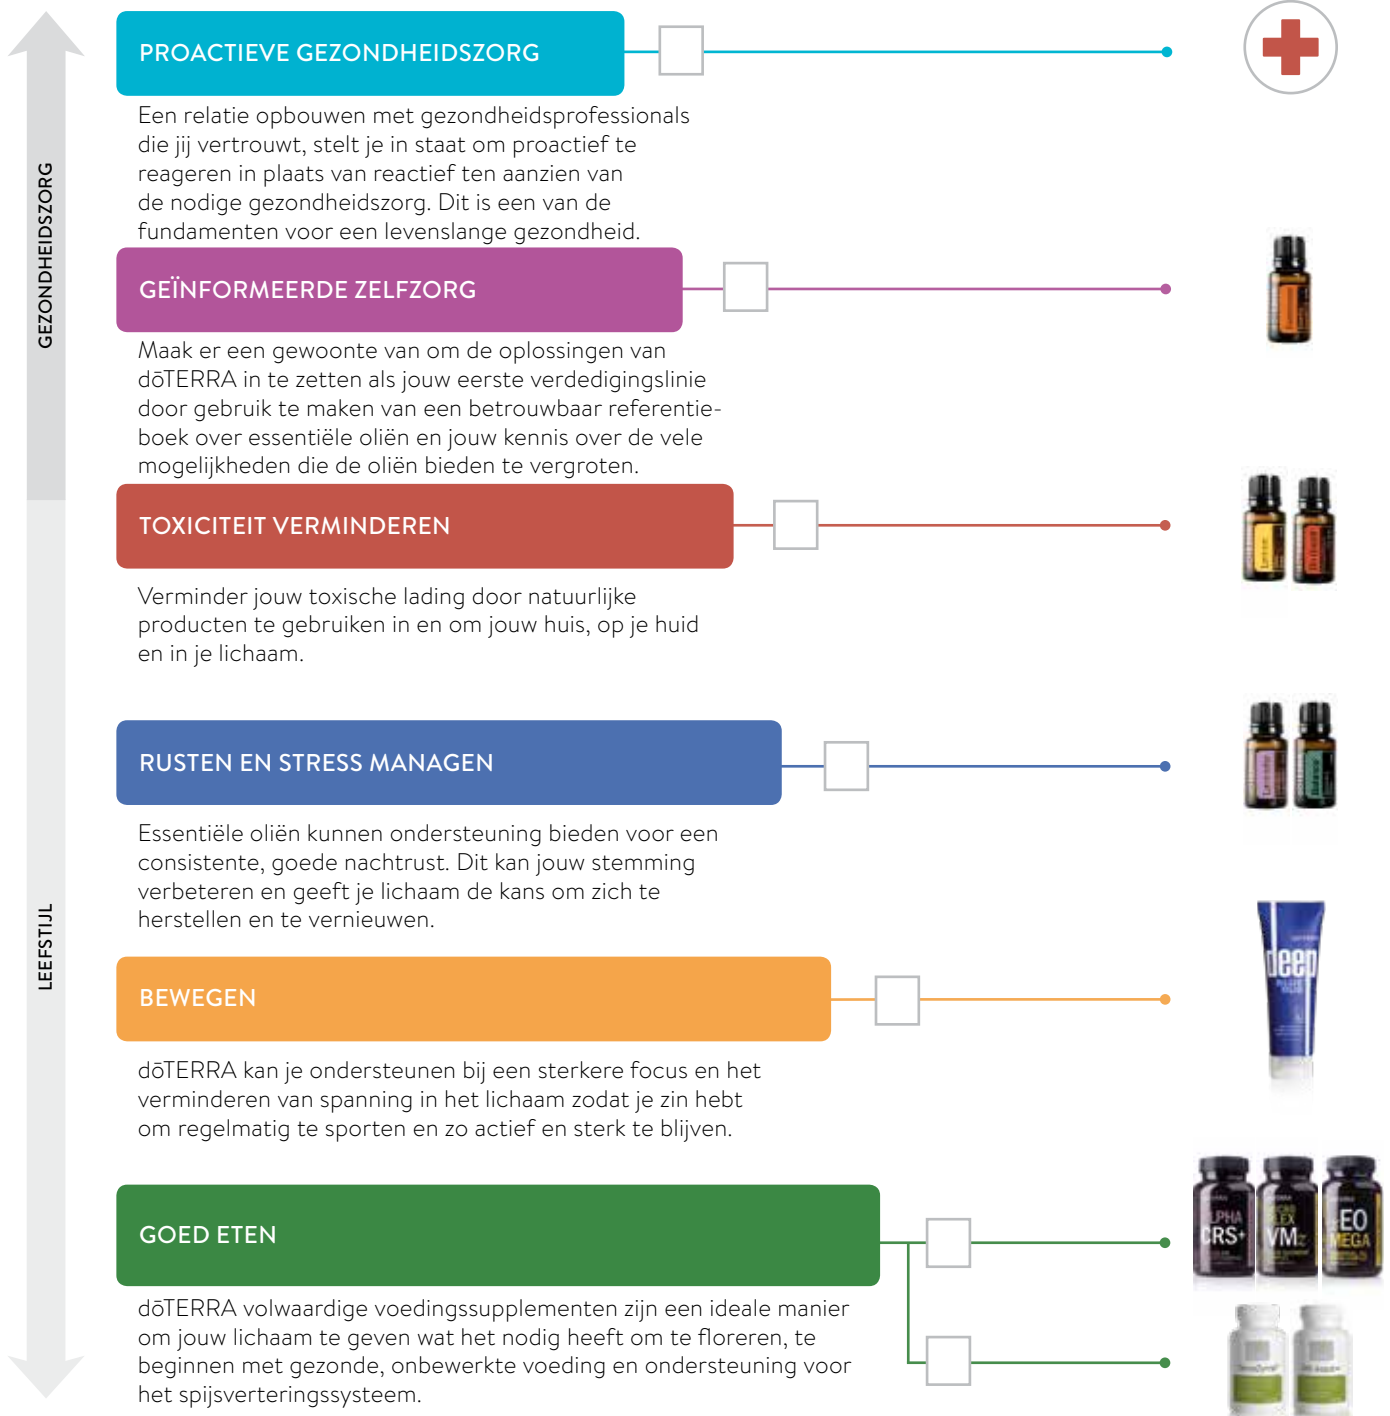 PROACTIEVE GEZONDHEIDSZORG
Een relatie opbouwen met gezondheidsprofessionals
die jij vertrouwt, stelt je in staat om proactief te
reageren in plaats van reactief ten aanzien van
de nodige gezondheidszorg. Dit is een van de
fundamenten voor een levenslange gezondheid.
GEZONDHEIDSZORG
GEÏNFORMEERDE ZELFZORG
Maak er een gewoonte van om de oplossingen van
dōTERRA in te zetten als jouw eerste verdedigingslinie
door gebruik te maken van een betrouwbaar referentie-
boek over essentiële oliën en jouw kennis over de vele
mogelijkheden die de oliën bieden te vergroten.
TOXICITEIT VERMINDEREN
Verminder jouw toxische lading door natuurlijke
producten te gebruiken in en om jouw huis, op je huid
en in je lichaam.
RUSTEN EN STRESS MANAGEN
Essentiële oliën kunnen ondersteuning bieden voor een
consistente, goede nachtrust. Dit kan jouw stemming
verbeteren en geeft je lichaam de kans om zich te
herstellen en te vernieuwen.
LEEFSTIJL
deep
BEWEGEN
dōTERRA kan je ondersteunen bij een sterkere focus en het
verminderen van spanning in het lichaam zodat je zin hebt
om regelmatig te sporten en zo actief en sterk te blijven.
GOED ETEN
CRS+
VMz
EO
MEGA
dōTERRA volwaardige voedingssupplementen zijn een ideale manier
om jouw lichaam te geven wat het nodig heeft om te floreren, te
beginnen met gezonde, onbewerkte voeding en ondersteuning voor
het spijsverteringssysteem.